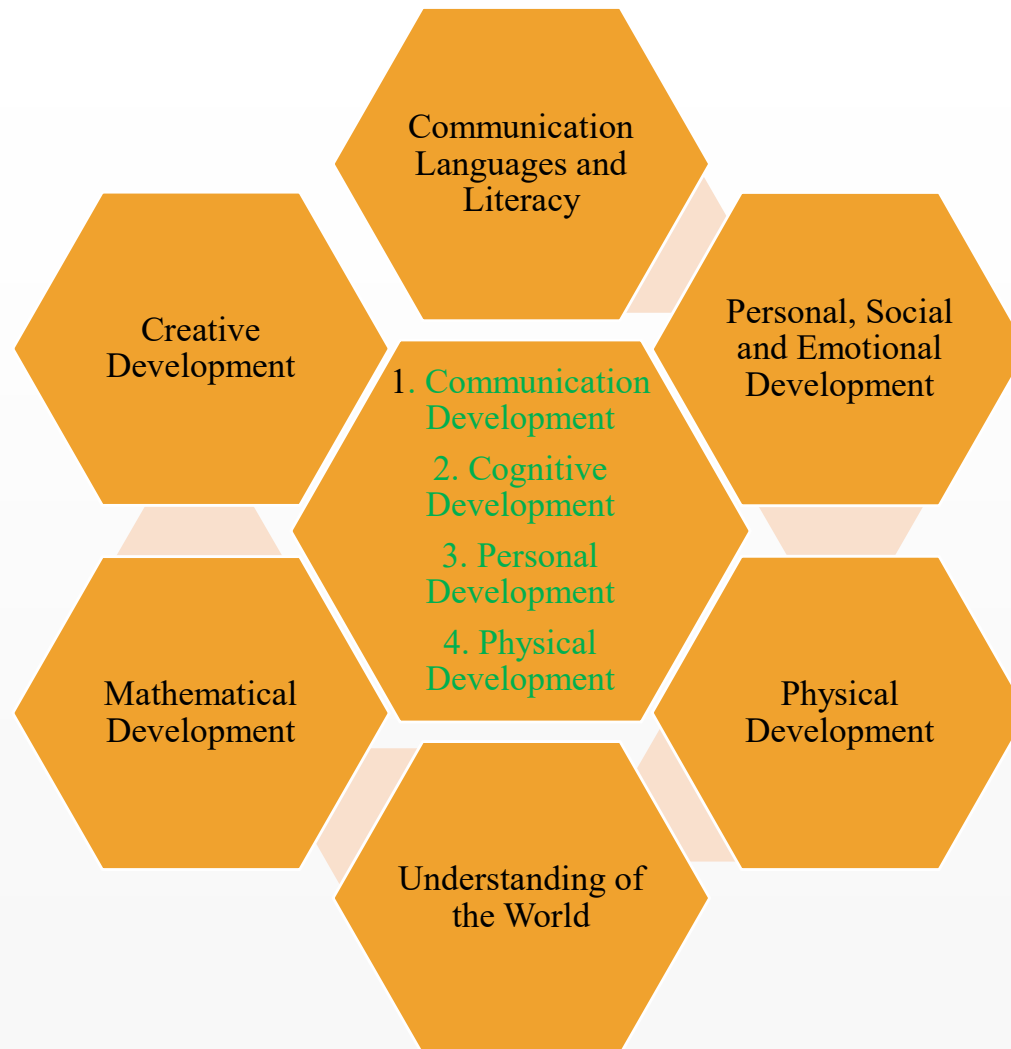 Communication
Languages and
Literacy
Personal, Social
and Emotional
Development
Physical
Development
Understanding of
the World
Mathematical
Development
Creative
Development
1. Communication
Development
2. Cognitive
Development
3. Personal
Development
4. Physical
Development